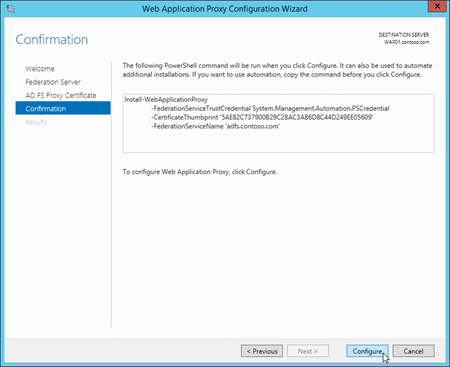 Web Application Proxy Configuration Wizard
Confirmation
DESTINATION SERVER
WAP01.contoso.com
Welcome
Federation Server
AD FS Proxy Certificate
Confirmation
Results
The following PowerShell command will be run when you click Configure. It can also be used to automate
additional installations. If you want to use automation, copy the command before you click Configure.
Install-WebApplicationProxy
-FederationServiceTrustCredential System.Management.Automation.PSCredential
-CertificateThumbprint '5AE82C737900B29C2BAC3AB6D8C44D249EE05609'
-FederationServiceName 'adfs.contoso.com'
To configure Web Application Proxy, click Configure.
< Previous
Next >
Configure
Cancel